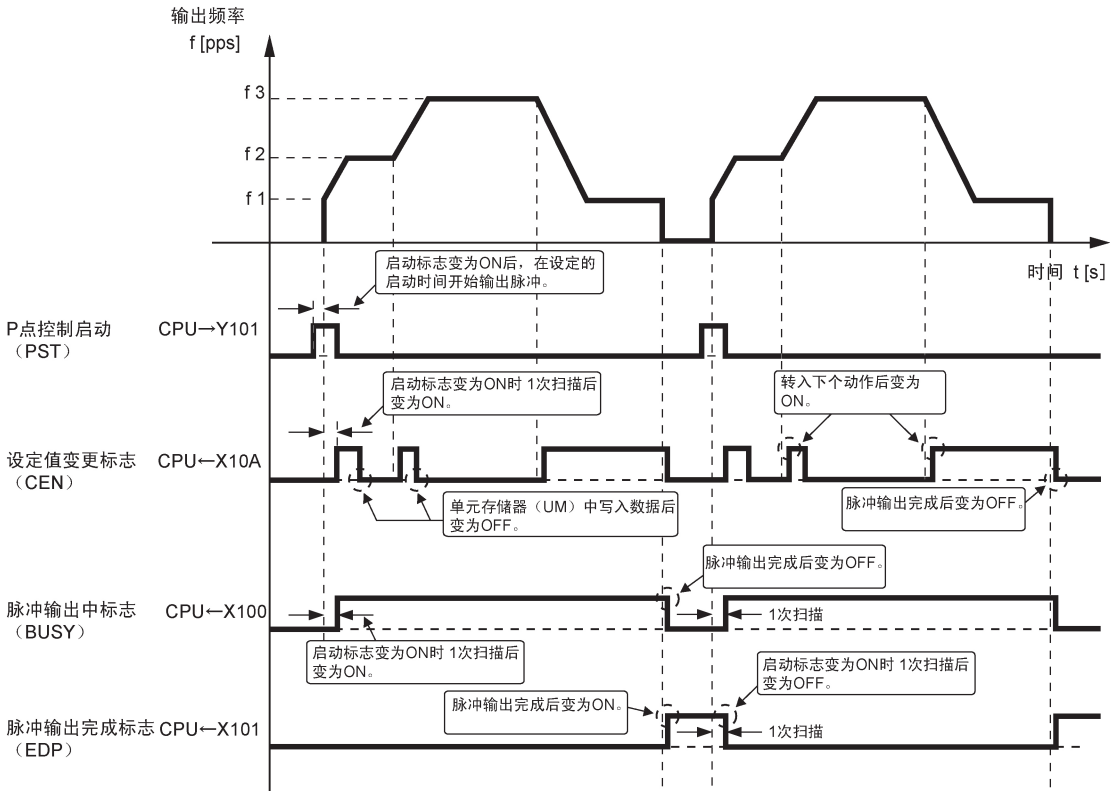 输出频率
f [pps]
f 3
f 2
f 1
启动标志变为ON后，在设定的
启动时间开始输出脉冲。
时间 t [s]
P点控制启动
（PST）
CPU→Y101
启动标志变为ON时 1次扫描后
变为ON。
转入下个动作后变为
ON。
设定值变更标志
（CEN）
CPU←X10A
单元存储器（UM）中写入数据后
变为OFF。
脉冲输出完成后变为OFF。
脉冲输出完成后变为OFF。
脉冲输出中标志
（BUSY）
CPU←X100
1次扫描
启动标志变为ON时 1次扫描后
变为ON。
启动标志变为ON时 1次扫描后
变为OFF。
脉冲输出完成后变为ON。
脉冲输出完成标志
（EDP）
CPU←X101
1次扫描